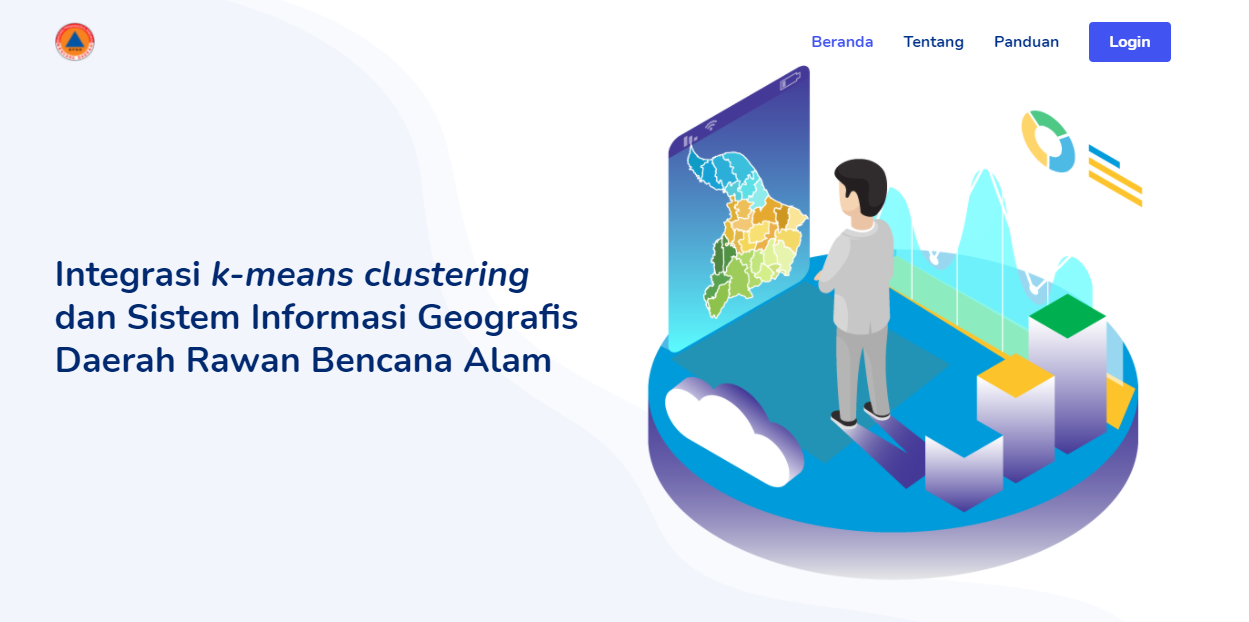 Beranda Tentang Panduan Login
Integrasi k-means clustering
dan Sistem Informasi Geografis
Daerah Rawan Bencana Alam